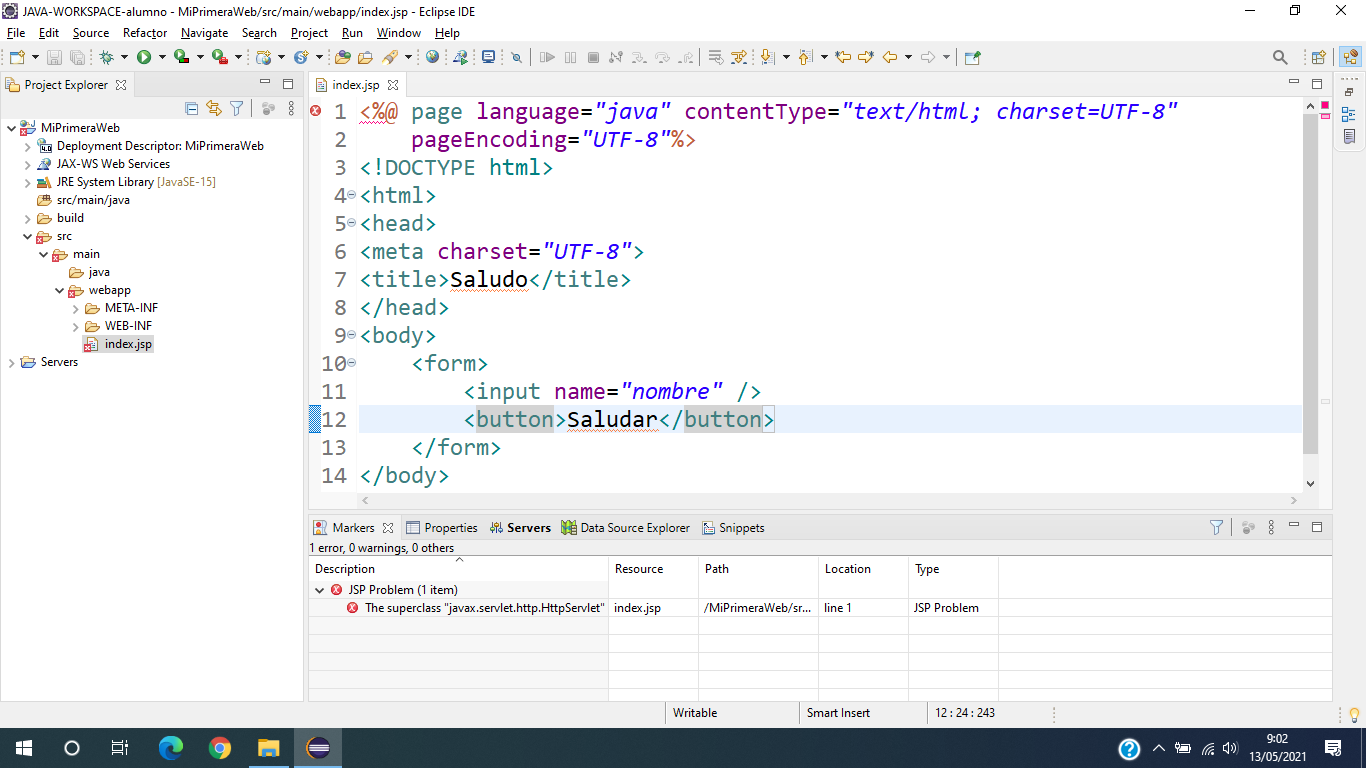 JAVA-WORKSPACE-alumno - MiPrimeraWeb/src/main/webapp/index.jsp - Eclipse IDE
File Edit Source Refactor Navigate Search Project Run Window Help
Project Explorer
MiPrimeraWeb
Deployment Descriptor: MiPrimeraWeb
JAX-WS Web Services
JRE System Library [JavaSE-15]
src/main/java
build
src
main
java
webapp
META-INF
WEB-INF
index.jsp
Servers
index.jsp
1 <%@ page language="java" contentType="text/html; charset=UTF-8"
2 pageEncoding="UTF-8"%>
3 <!DOCTYPE html>
4 <html>
5 <head>
6 <meta charset="UTF-8">
7 <title>Saludo</title>
8 </head>
9 <body>
10 <form>
11 <input name="nombre" />
12 <button>Saludar</button>
13 </form>
14 </body>
Markers Properties Servers Data Source Explorer Snippets
1 error, 0 warnings, 0 others
Description Resource Path Location Type
JSP Problem (1 item)
The superclass "javax.servlet.http.HttpServlet" index.jsp /MiPrimeraWeb/sr... line 1 JSP Problem
Writable Smart Insert 12 : 24 : 243
9:02
13/05/2021